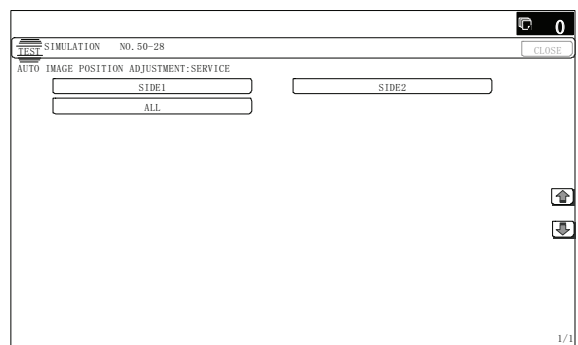 0
TEST SIMULATION NO.50-28 CLOSE
AUTO IMAGE POSITION ADJUSTMENT:SERVICE
SIDE1 SIDE2
ALL
1/1